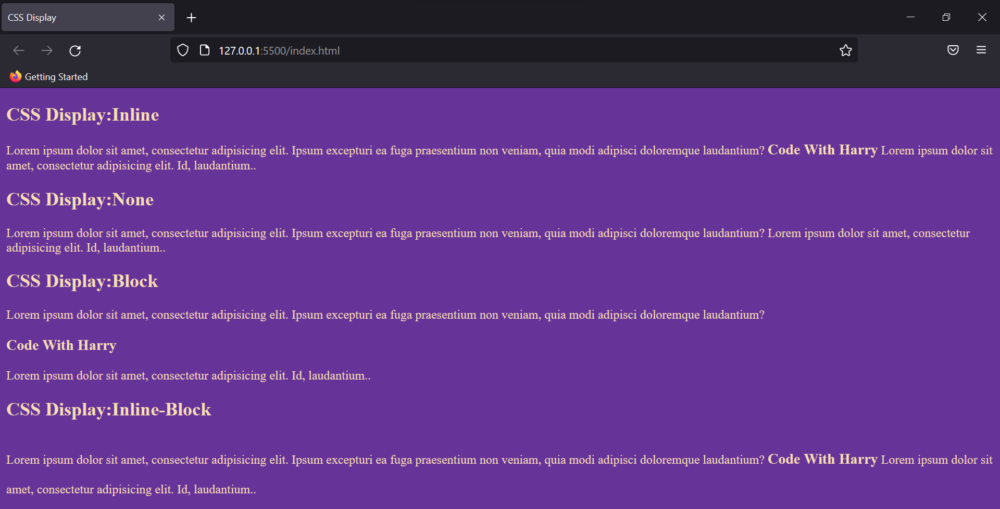 CSS Display
127.0.0.1:5500/index.html
Getting Started
CSS Display:Inline
Lorem ipsum dolor sit amet, consectetur adipisicing elit. Ipsum excepturi ea fuga praesentium non veniam, quia modi adipisci doloremque laudantium? Code With Harry Lorem ipsum dolor sit
amet, consectetur adipisicing elit. Id, laudantium..
CSS Display:None
Lorem ipsum dolor sit amet, consectetur adipisicing elit. Ipsum excepturi ea fuga praesentium non veniam, quia modi adipisci doloremque laudantium? Lorem ipsum dolor sit amet, consectetur
adipisicing elit. Id, laudantium..
CSS Display:Block
Lorem ipsum dolor sit amet, consectetur adipisicing elit. Ipsum excepturi ea fuga praesentium non veniam, quia modi adipisci doloremque laudantium?
Code With Harry
Lorem ipsum dolor sit amet, consectetur adipisicing elit. Id, laudantium..
CSS Display:Inline-Block
Lorem ipsum dolor sit amet, consectetur adipisicing elit. Ipsum excepturi ea fuga praesentium non veniam, quia modi adipisci doloremque laudantium? Code With Harry Lorem ipsum dolor sit
amet, consectetur adipisicing elit. Id, laudantium..